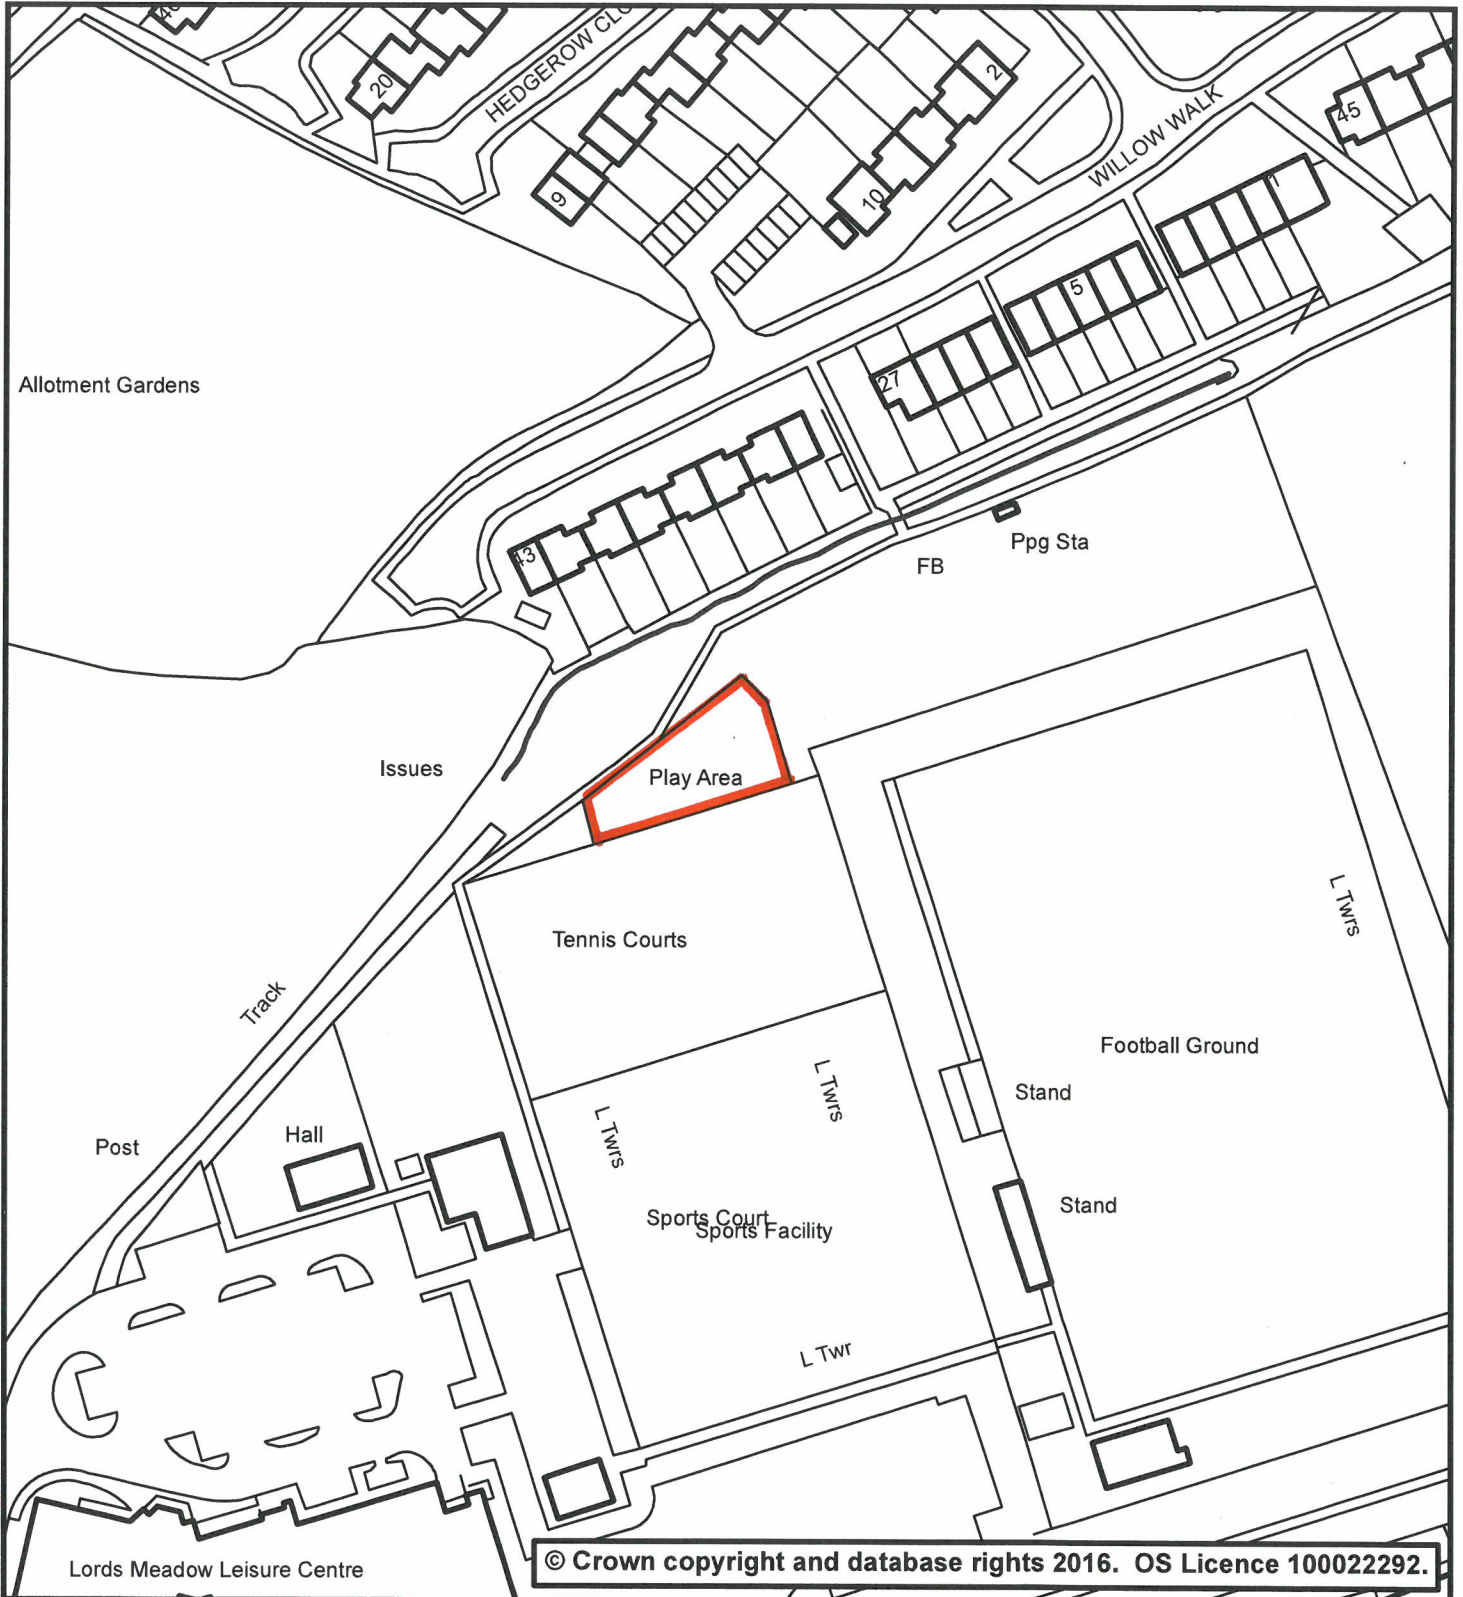 20
HEDGEROW CLO
2
WILLOW WALK
45
9
10
1
5
27
Allotment Gardens
43
Ppg Sta
FB
Issues
Play Area
L Twrs
Tennis Courts
Track
Football Ground
L Twrs
Stand
L Twrs
Hall
Post
Stand
Sports Court
Sports Facility
L Twr
Lords Meadow Leisure Centre
© Crown copyright and database rights 2016. OS Licence 100022292.